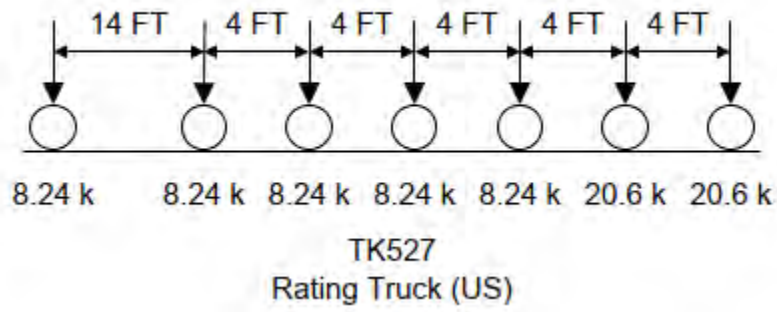 14 FT 4 FT 4 FT 4 FT 4 FT 4 FT
8.24 k 8.24 k 8.24 k 8.24 k 8.24 k 20.6 k 20.6 k
TK527
Rating Truck (US)